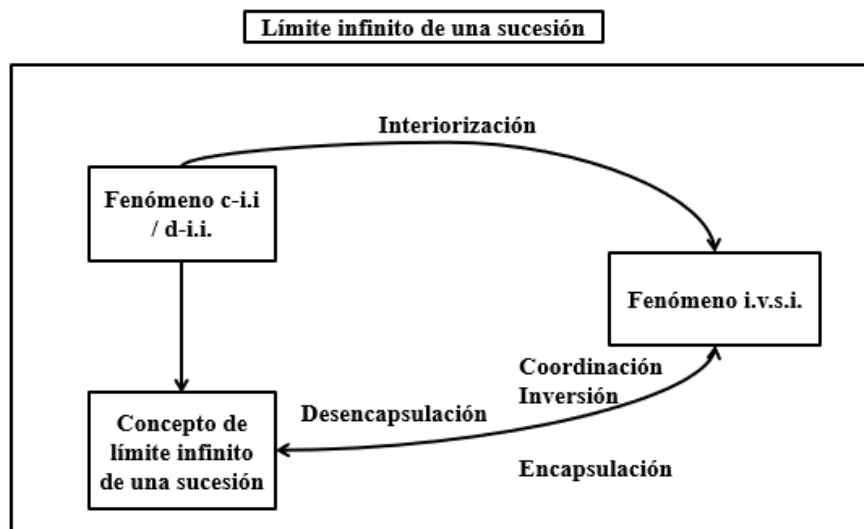 Límite infinito de una sucesión
Interiorización
Fenómeno c-i.i
/ d-i.i.
Fenómeno i.v.s.i.
Coordinación
Inversión
Desencapsulación
Concepto de
límite infinito
de una sucesión
Encapsulación